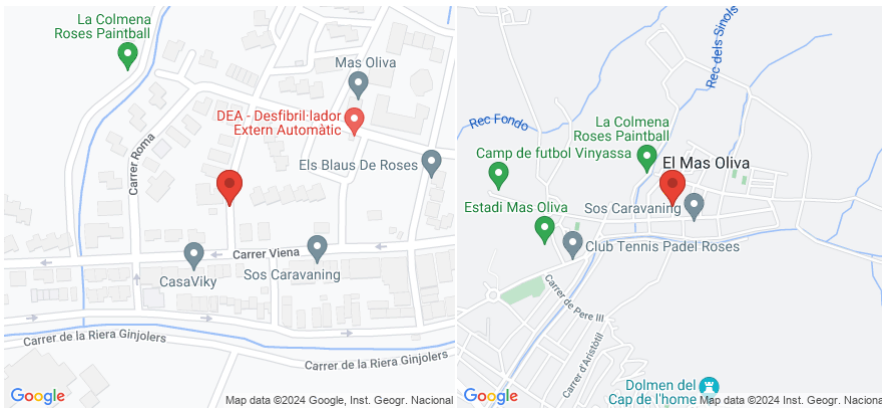 La Colmena
Roses Paintball
Mas Oliva
DEA - Desfibril·lador
Extern Automàtic
Carrer Roma
Els Blaus De Roses
Carrer Viena
CasaViky
Sos Caravaning
Carrer de la Riera Ginjolers
Carrer de la Riera Ginjolers
Google
Map data ©2024 Google, Inst. Geogr. Nacional
Rec dels Sinols
Rec Fondo
La Colmena
Roses Paintball
Camp de futbol Vinyassa
El Mas Oliva
Estadi Mas Oliva
Sos Caravaning
Club Tennis Padel Roses
Carrer de Pere III
Carrer d'Aristòtil
Dolmen del
Cap de l'home
Google
Map data ©2024 Google, Inst. Geogr. Nacional